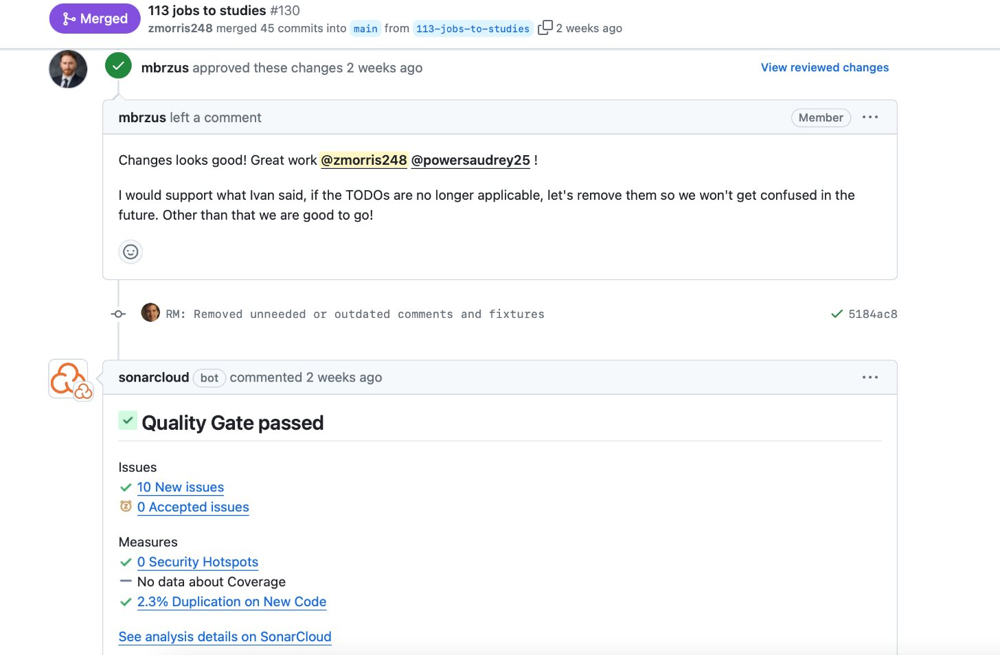 Merged
113 jobs to studies #130
zmorris248 merged 45 commits into main from 113-jobs-to-studies 2 weeks ago
mbrzus approved these changes 2 weeks ago
View reviewed changes
mbrzus left a comment
Member
Changes looks good! Great work @zmorris248 @powersaudrey25 !
I would support what Ivan said, if the TODOs are no longer applicable, let's remove them so we won't get confused in the
future. Other than that we are good to go!
RM: Removed unneeded or outdated comments and fixtures
5184ac8
sonarcloud bot commented 2 weeks ago
Quality Gate passed
Issues
10 New issues
0 Accepted issues
Measures
0 Security Hotspots
No data about Coverage
2.3% Duplication on New Code
See analysis details on SonarCloud